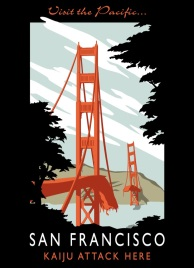 Visit the Pacific...
SAN FRANCISCO
KAIJU ATTACK HERE